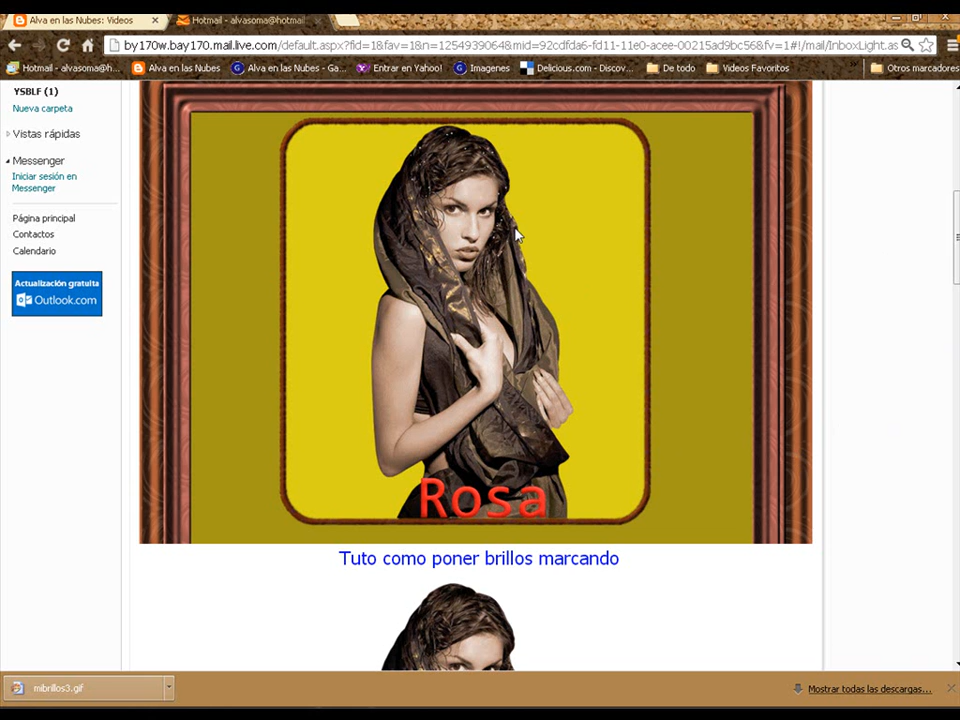 Alva en las Nubes: Videos
Hotmail - alvasoma@hotmail
by170w.bay170.mail.live.com/default.aspx?fid=1&fav=1&n=1254939064&mid=92cdfda6-fd11-11e0-acee-00215ad9bc56&fv=1#!/mail/InboxLight.as
Hotmail - alvasoma@h...
Alva en las Nubes
Alva en las Nubes - Ga...
Entrar en Yahoo!
Imagenes
Delicious.com - Discov...
De todo
Videos Favoritos
Otros marcadores
YSBLF (1)
Nueva carpeta
Vistas rápidas
Messenger
Iniciar sesión en
Messenger
Página principal
Contactos
Calendario
Actualización gratuita
Outlook.com
Rosa
Tuto como poner brillos marcando
mibrillos3.gif
Mostrar todas las descargas...